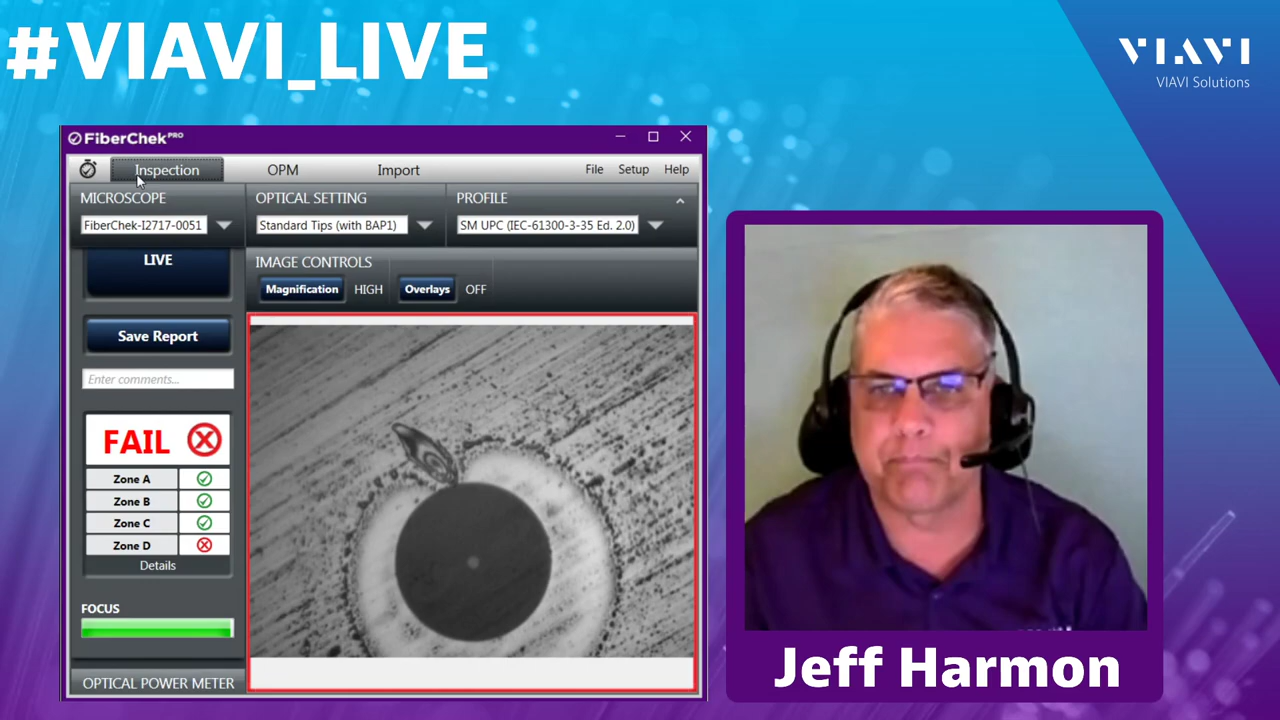 #VIAVI_LIVE
VIAVI
VIAVI Solutions
FiberChekPRO
Inspection
OPM
Import
File
Setup
Help
MICROSCOPE
OPTICAL SETTING
PROFILE
FiberChek-I2717-0051
Standard Tips (with BAP1)
SM UPC (IEC-61300-3-35 Ed. 2.0)
LIVE
IMAGE CONTROLS
Magnification
HIGH
Overlays
OFF
Save Report
Enter comments...
FAIL
Zone A
Zone B
Zone C
Zone D
Details
FOCUS
OPTICAL POWER METER
Jeff Harmon